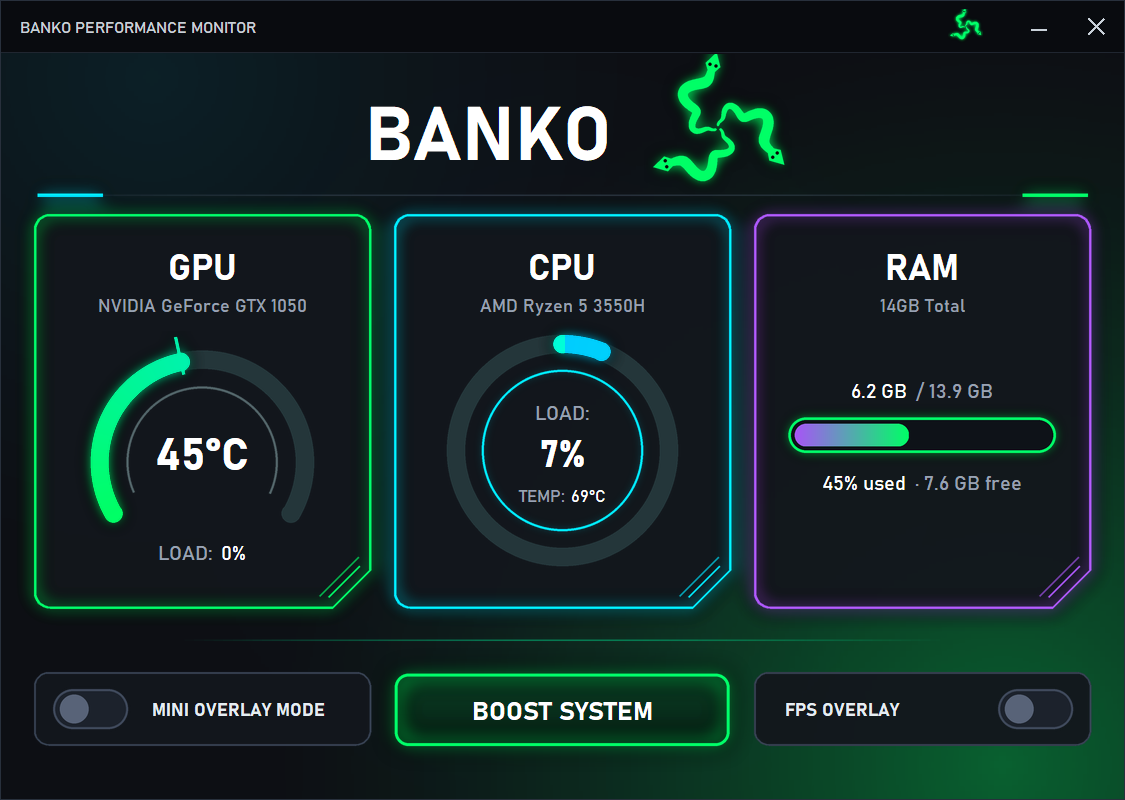 BANKO PERFORMANCE MONITOR
BANKO
GPU
NVIDIA GeForce GTX 1050
45°C
LOAD: 0%
CPU
AMD Ryzen 5 3550H
LOAD:
7%
TEMP: 69°C
RAM
14GB Total
6.2 GB / 13.9 GB
45% used · 7.6 GB free
MINI OVERLAY MODE
BOOST SYSTEM
FPS OVERLAY